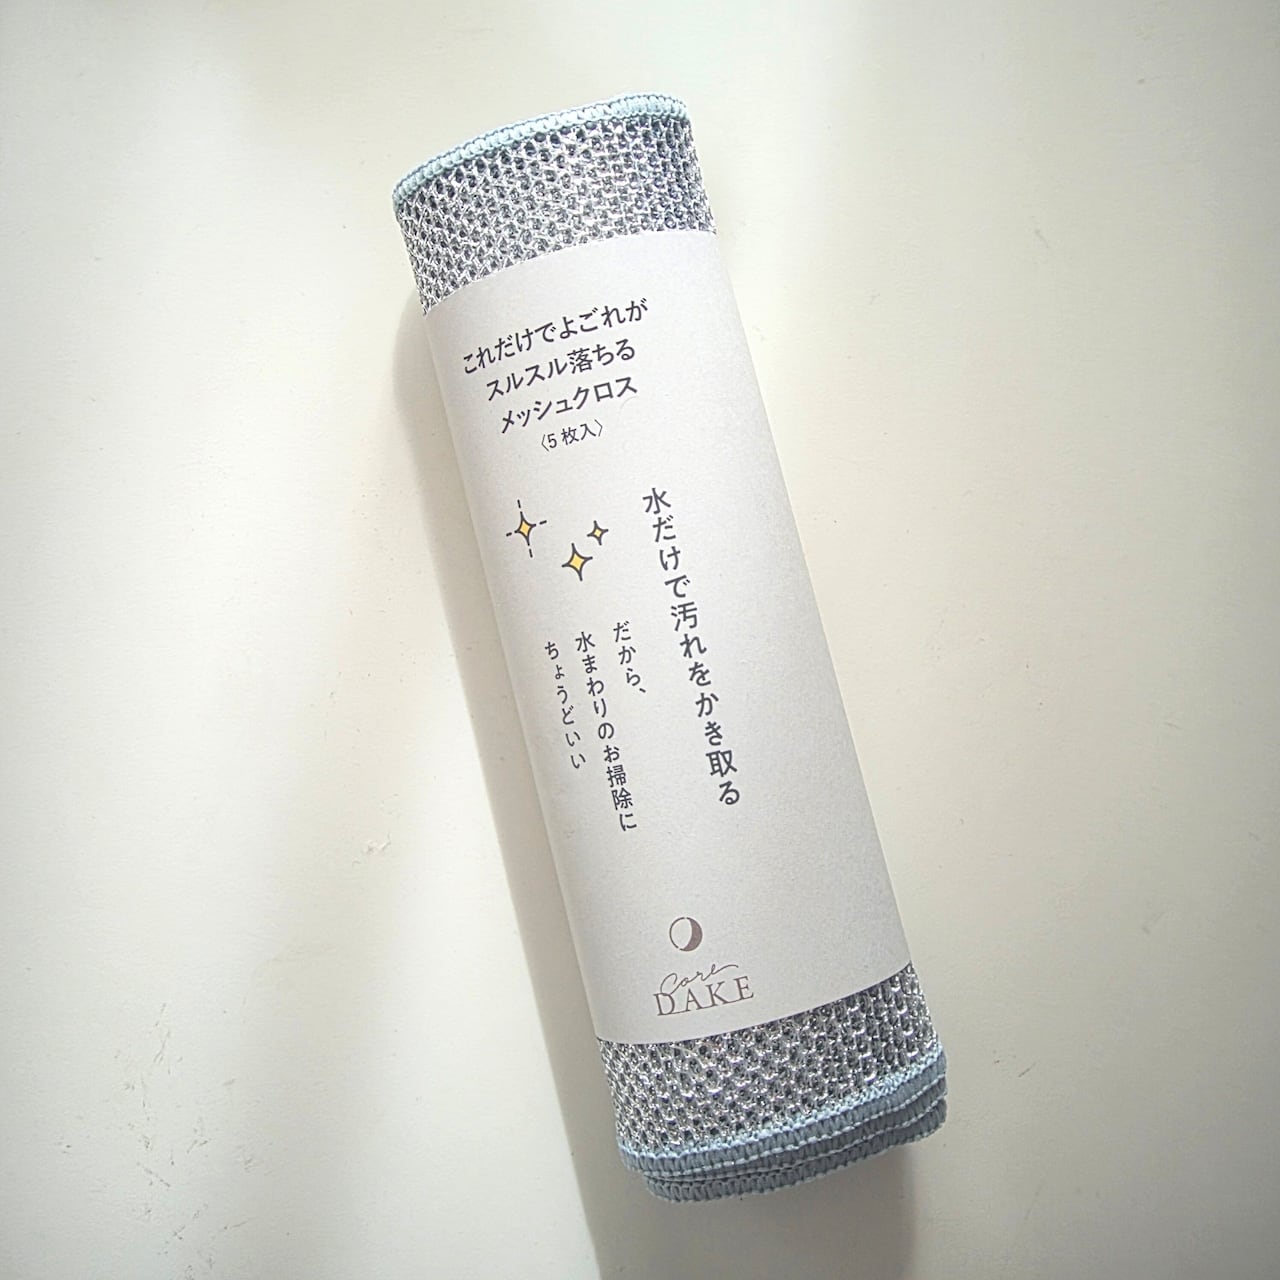 これだけでよごれが
スルスル落ちる
メッシュクロス
〈5枚入〉
水だけで汚れをかき取る
だから、
水まわりのお掃除に
ちょうどいい
Core
DAKE